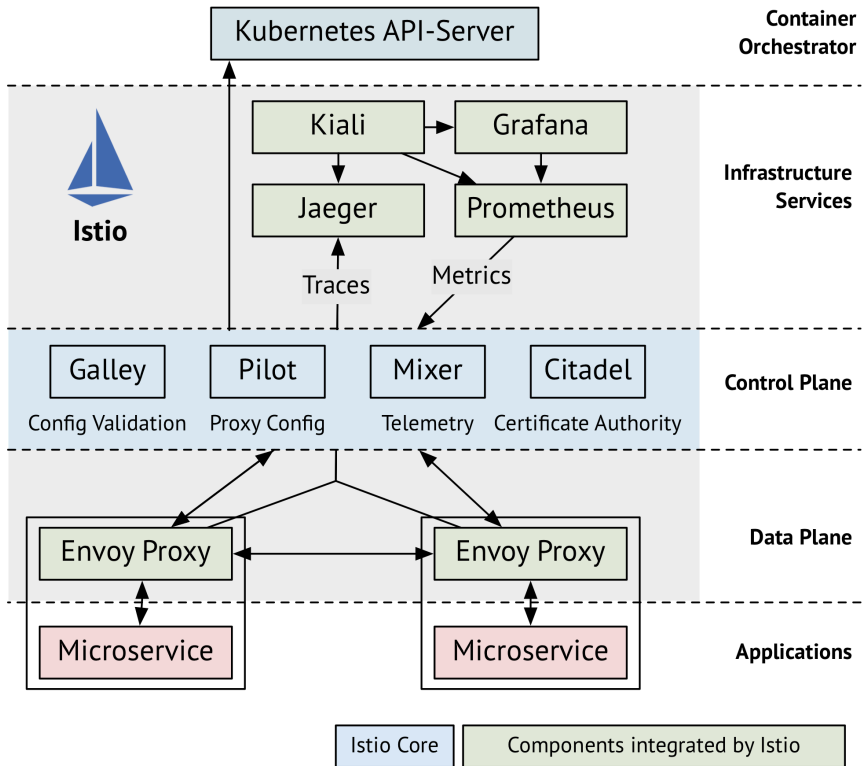 Kubernetes API-Server
Container
Orchestrator
Kiali
Grafana
Infrastructure
Services
Jaeger
Prometheus
Istio
Traces
Metrics
Galley
Pilot
Mixer
Citadel
Control Plane
Config Validation
Proxy Config
Telemetry
Certificate Authority
Envoy Proxy
Envoy Proxy
Data Plane
Microservice
Microservice
Applications
Istio Core
Components integrated by Istio